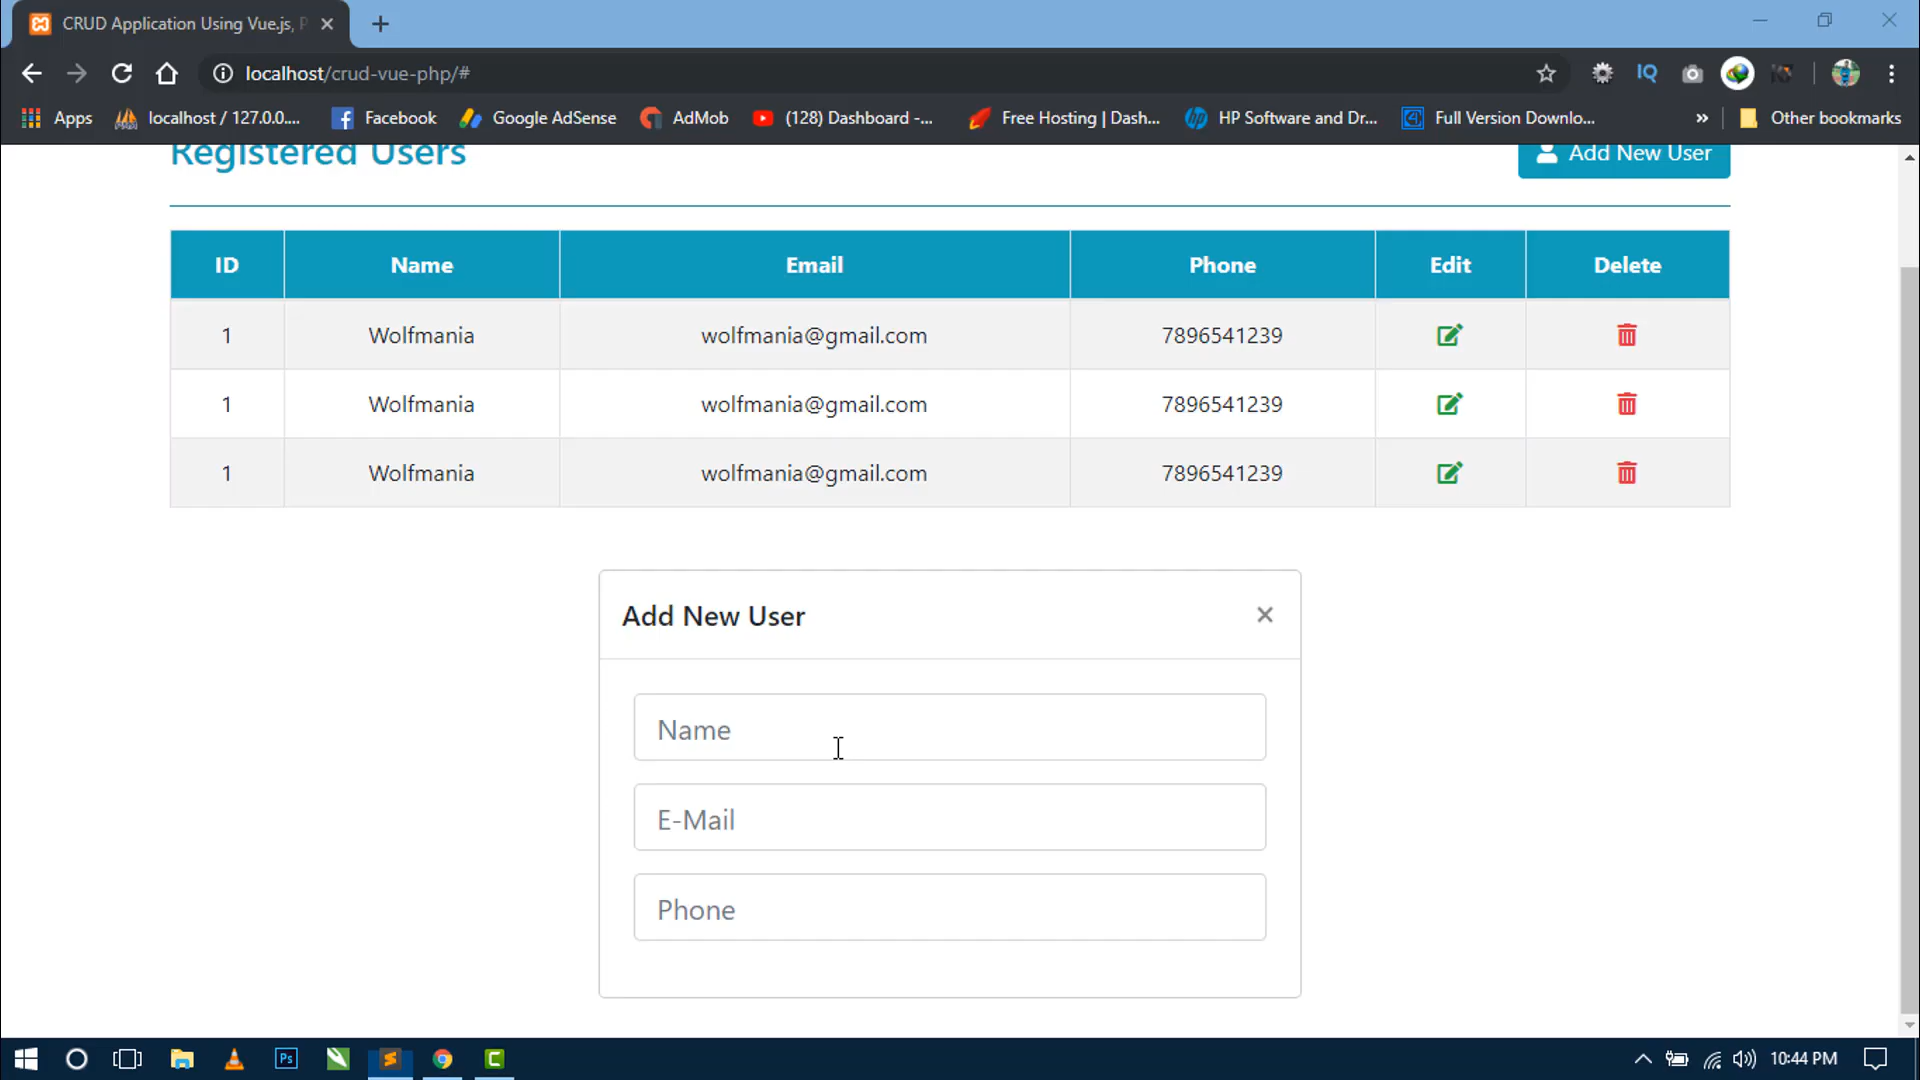 CRUD Application Using Vue.js, P
localhost/crud-vue-php/#
IQ
Apps
localhost / 127.0.0....
Facebook
Google AdSense
AdMob
(128) Dashboard -...
Free Hosting | Dash...
HP Software and Dr...
Full Version Downlo...
»
Other bookmarks
Registered Users
Add New User
ID Name Email Phone Edit Delete
1 Wolfmania wolfmania@gmail.com 7896541239
1 Wolfmania wolfmania@gmail.com 7896541239
1 Wolfmania wolfmania@gmail.com 7896541239
Add New User
×
Name
E-Mail
Phone
Ps
C
10:44 PM